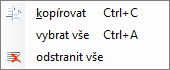 kopírovat Ctrl+C
vybrat vše Ctrl+A
odstranit vše